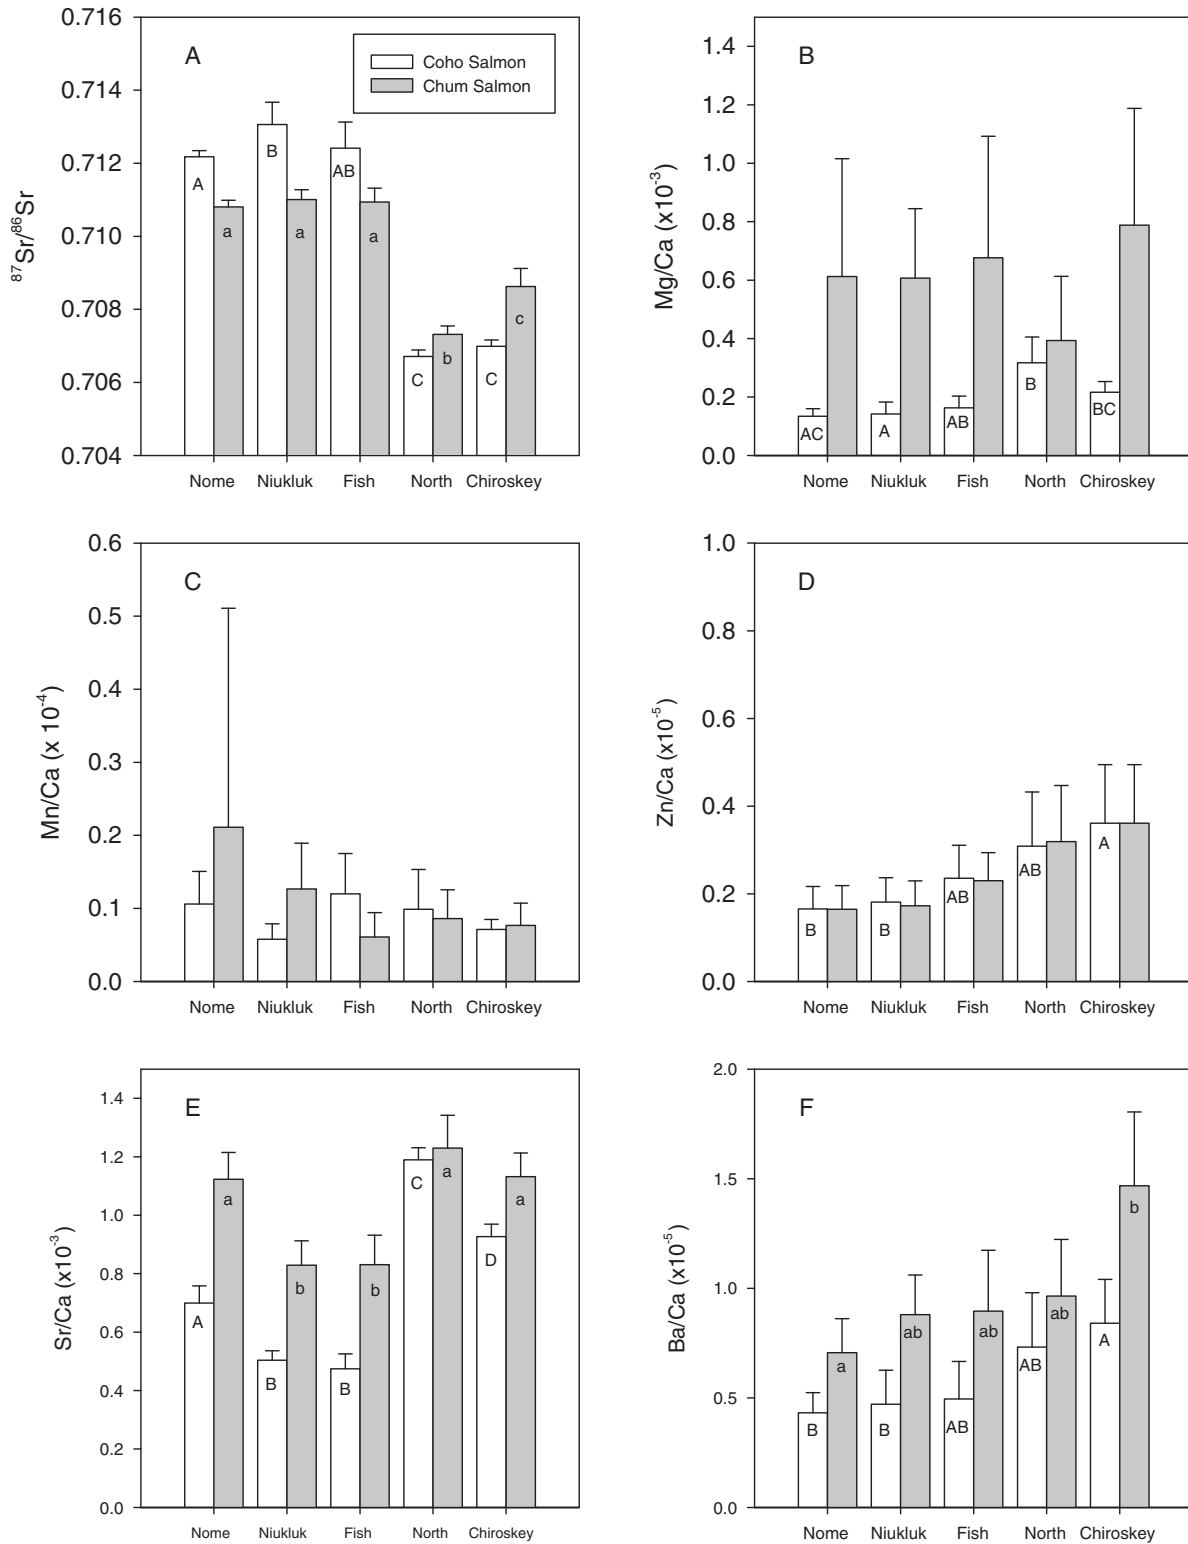 A
Coho Salmon
Chum Salmon
⁸⁷Sr/⁸⁶Sr
0.716
0.714
0.712
0.710
0.708
0.706
0.704
A
a
B
a
AB
a
C
b
C
c
Nome Niukluk Fish North Chiroskey
B
Mg/Ca (x10⁻³)
1.4
1.2
1.0
0.8
0.6
0.4
0.2
0.0
AC
A
AB
B
BC
Nome Niukluk Fish North Chiroskey
C
Mn/Ca (x 10⁻⁴)
0.6
0.5
0.4
0.3
0.2
0.1
0.0
Nome Niukluk Fish North Chiroskey
D
Zn/Ca (x10⁻⁵)
1.0
0.8
0.6
0.4
0.2
0.0
B
B
AB
AB
A
Nome Niukluk Fish North Chiroskey
E
Sr/Ca (x10⁻³)
1.4
1.2
1.0
0.8
0.6
0.4
0.2
0.0
A
a
B
b
B
b
C
a
D
a
Nome Niukluk Fish North Chiroskey
F
Ba/Ca (x10⁻⁵)
2.0
1.5
1.0
0.5
0.0
B
a
B
ab
AB
ab
AB
ab
A
b
Nome Niukluk Fish North Chiroskey